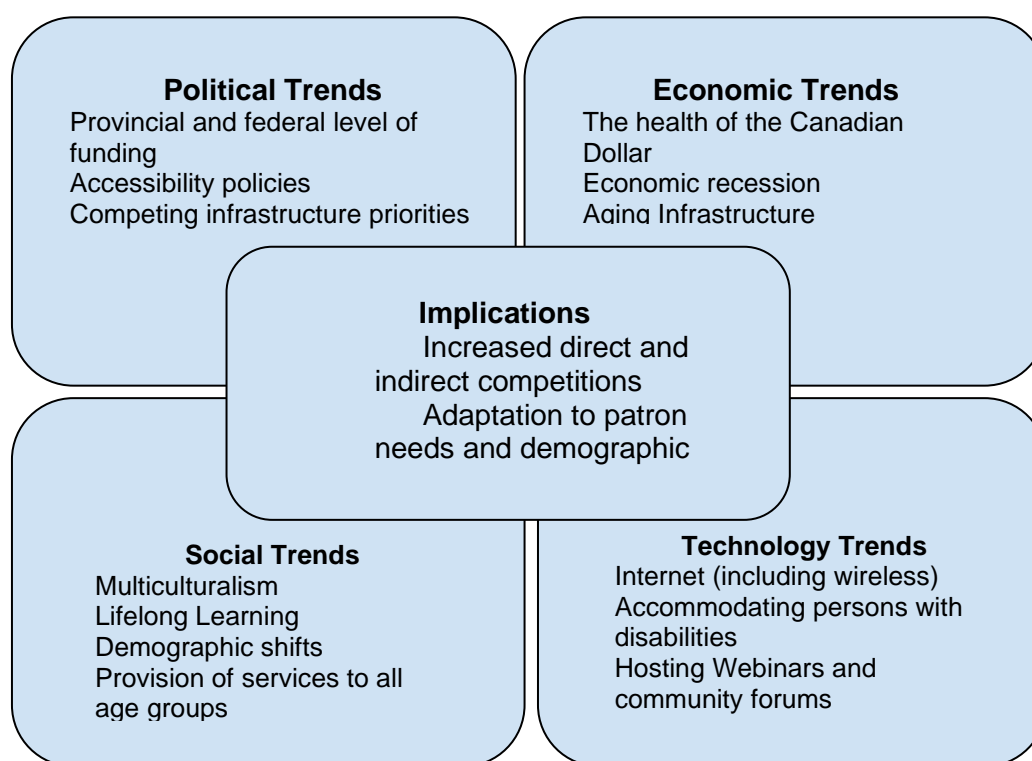 Political Trends
Provincial and federal level of
funding
Accessibility policies
Competing infrastructure priorities
Economic Trends
The health of the Canadian
Dollar
Economic recession
Aging Infrastructure
Implications
Increased direct and
indirect competitions
Adaptation to patron
needs and demographic
Social Trends
Multiculturalism
Lifelong Learning
Demographic shifts
Provision of services to all
age groups
Technology Trends
Internet (including wireless)
Accommodating persons with
disabilities
Hosting Webinars and
community forums